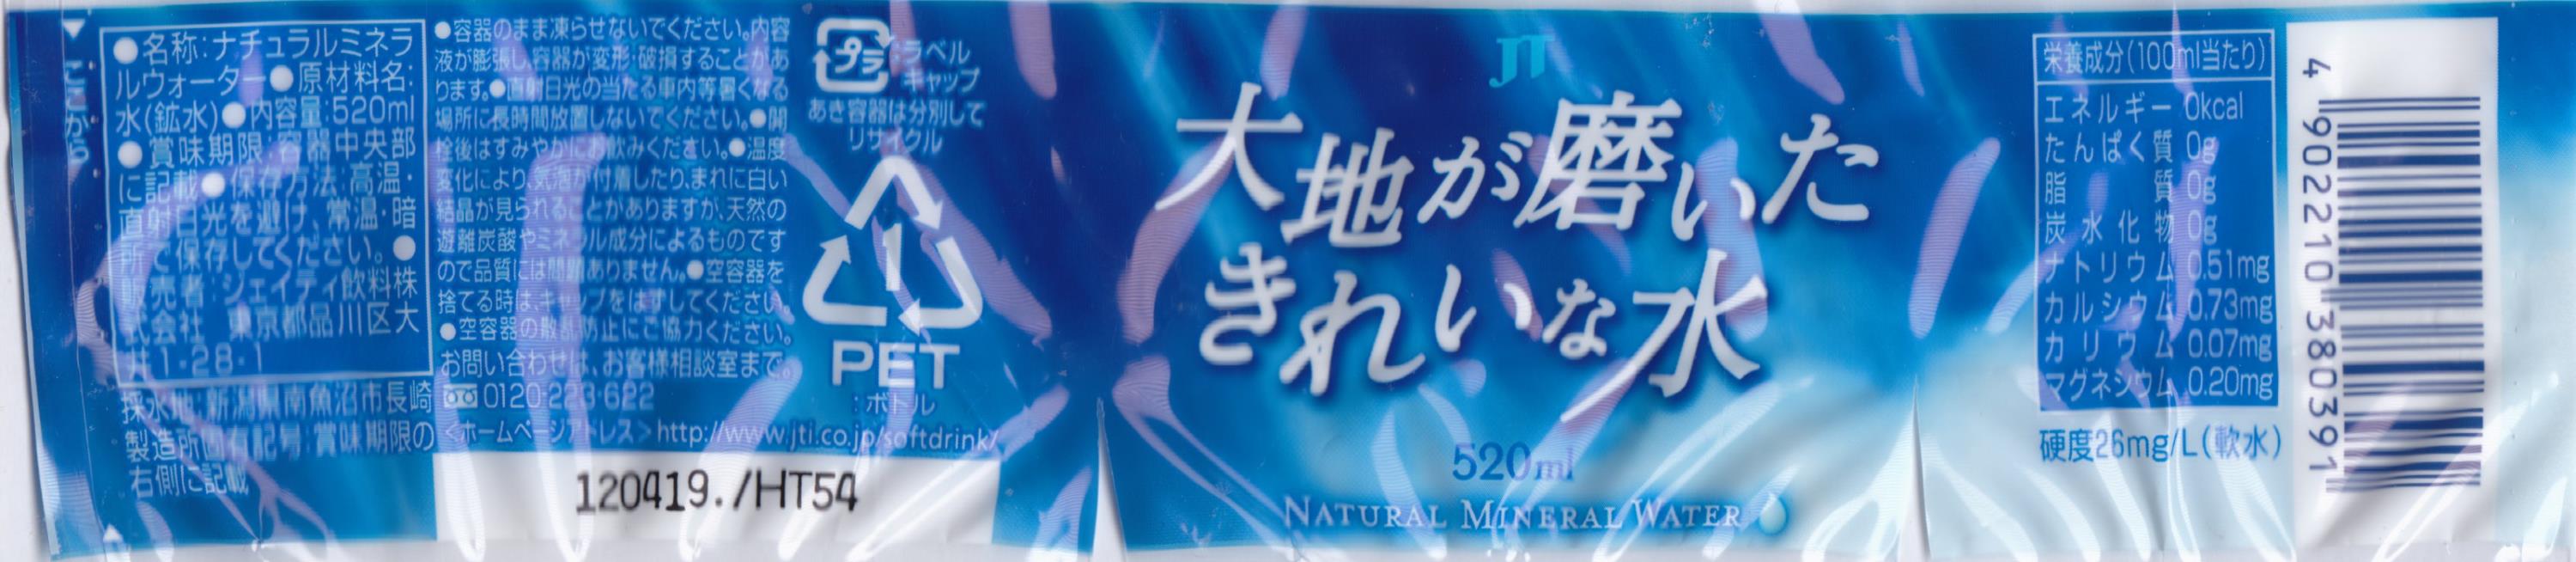 ここから
●名称:ナチュラルミネラ
ルウォーター●原材料名:
水(鉱水)●内容量:520ml
●賞味期限:容器中央部
に記載●保存方法:高温・
直射日光を避け、常温・暗
所で保存してください。●
販売者:ジェイティ飲料株
式会社 東京都品川区大
井1-28-1
採水地:新潟県南魚沼市長崎
製造所固有記号:賞味期限の
右側に記載
●容器のまま凍らせないでください。内容
液が膨張し、容器が変形・破損することがあ
ります。●直射日光の当たる車内等暑くなる
場所に長時間放置しないでください。●開
栓後はすみやかにお飲みください。●温度
変化により、気泡が付着したり、まれに白い
結晶が見られることがありますが、天然の
遊離炭酸やミネラル成分によるものです
ので品質には問題ありません。●空容器を
捨てる時は、キャップをはずしてください。
●空容器の散乱防止にご協力ください。
お問い合わせは、お客様相談室まで。
0120-223-622
<ホームページアドレス>http://www.jti.co.jp/softdrink/
120419./HT54
プラ
:ラベル
キャップ
あき容器は分別して
リサイクル
1
PET
:ボトル
JT
大地が磨いた
きれいな水
520ml
NATURAL MINERAL WATER
栄養成分(100ml当たり)
エネルギー 0kcal
たんぱく質 0g
脂質 0g
炭水化物 0g
ナトリウム 0.51mg
カルシウム 0.73mg
カリウム 0.07mg
マグネシウム 0.20mg
硬度26mg/L(軟水)
4 902210 380391